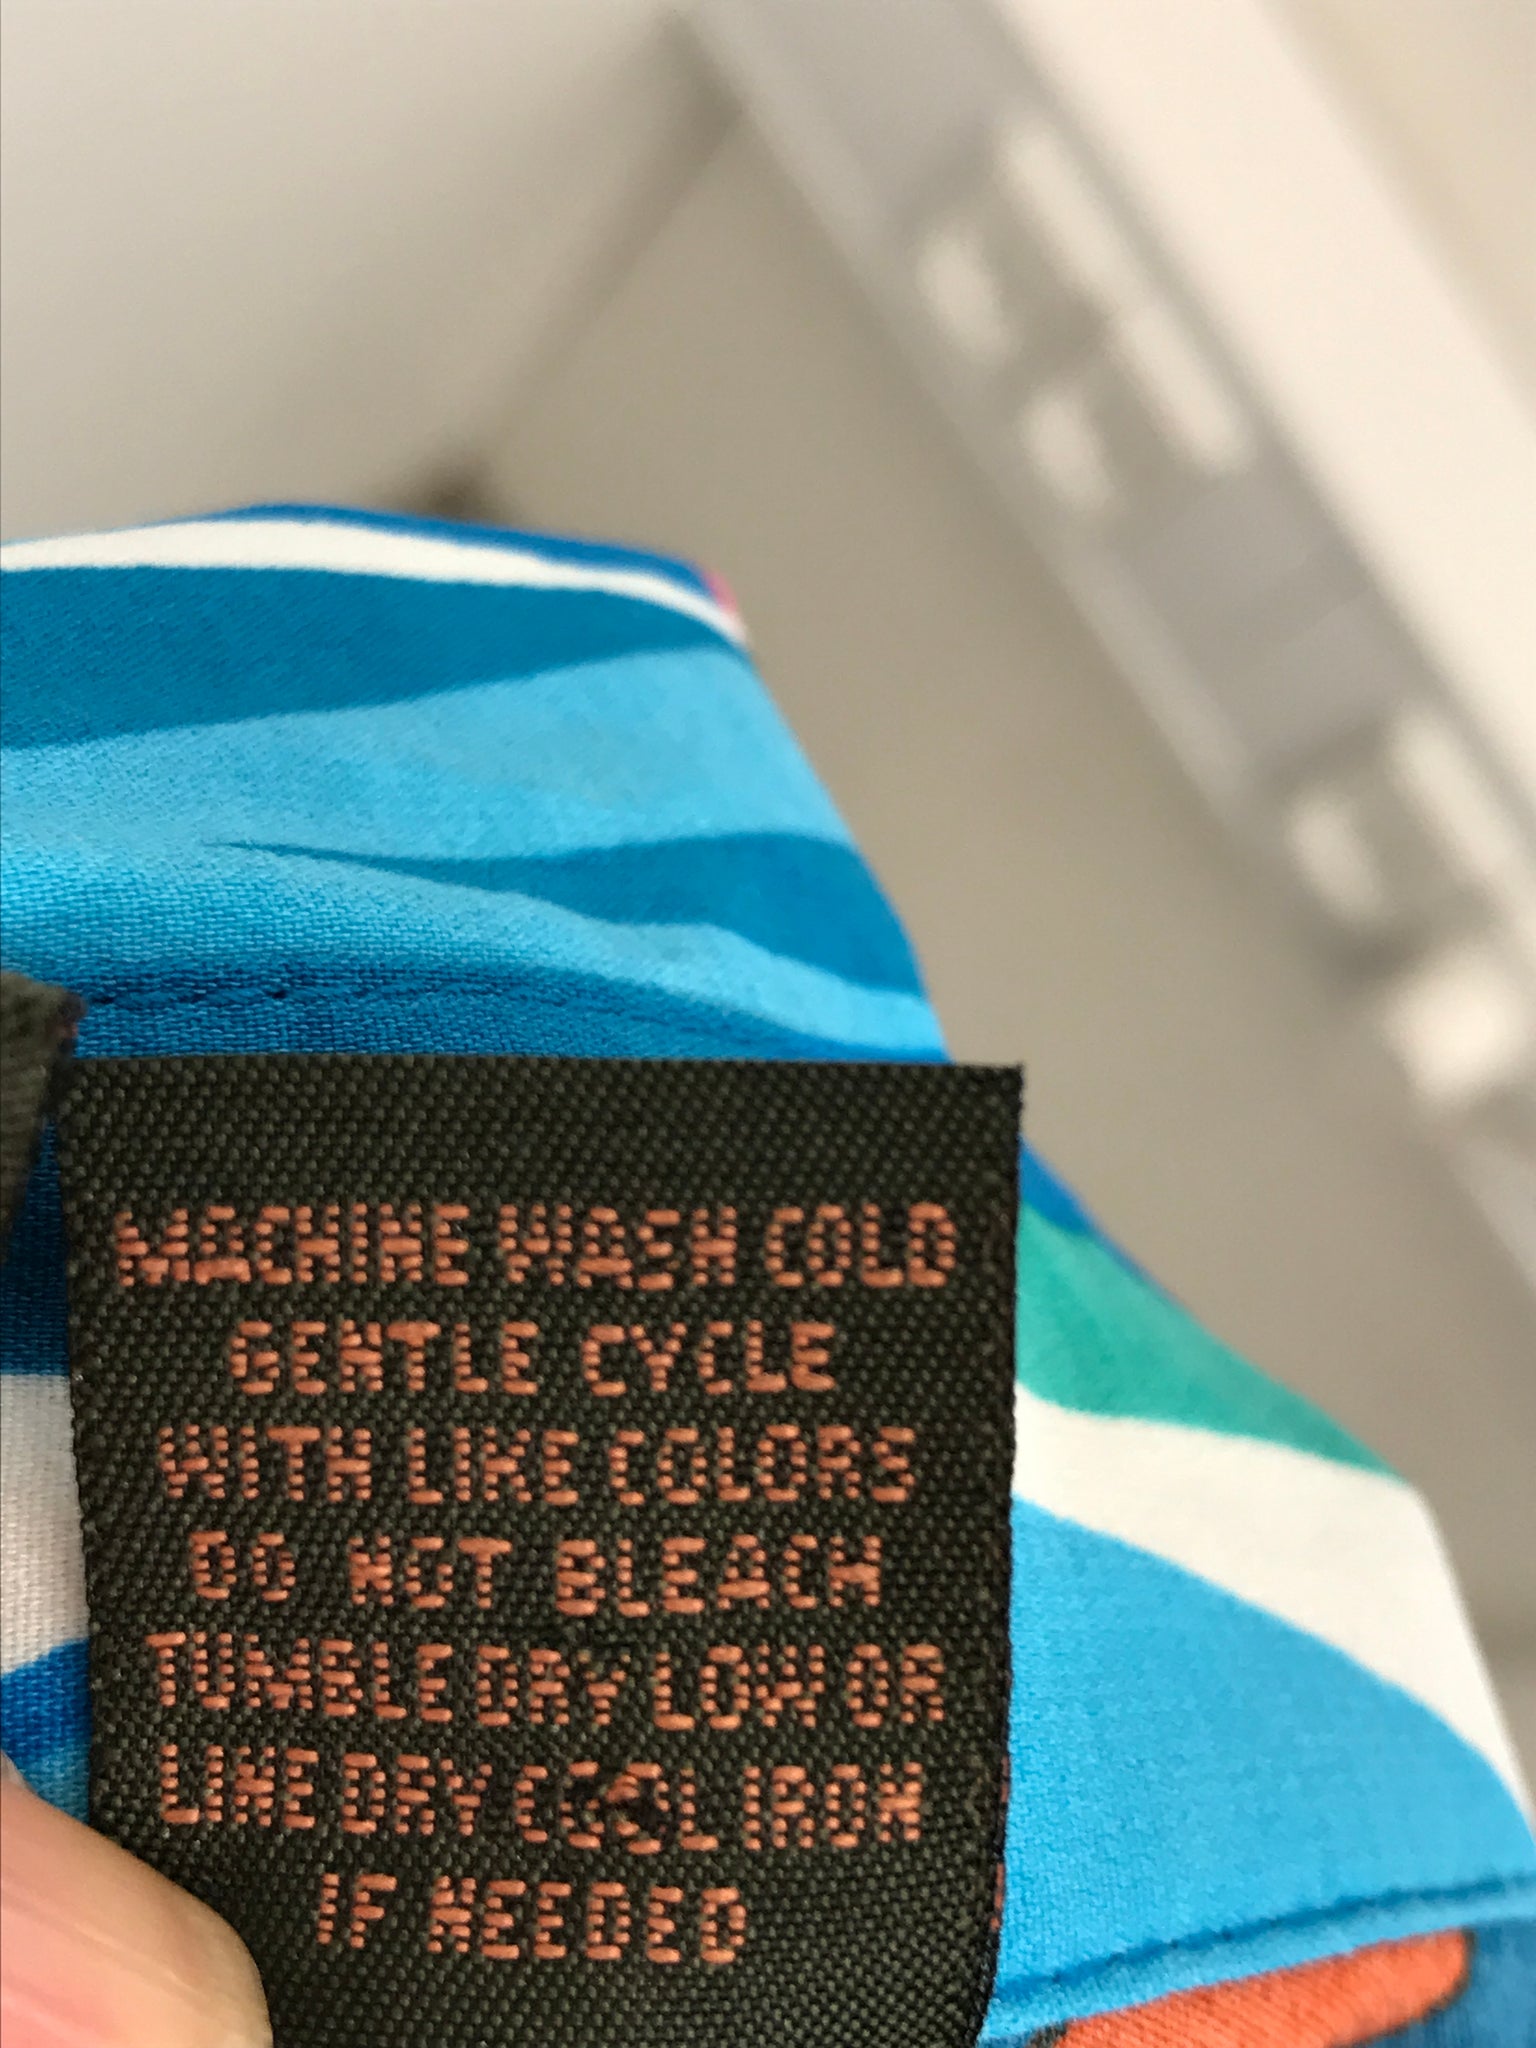 MACHINE WASH COLD
GENTLE CYCLE
WITH LIKE COLORS
DO NOT BLEACH
TUMBLE DRY LOW OR
LINE DRY COOL IRON
IF NEEDED